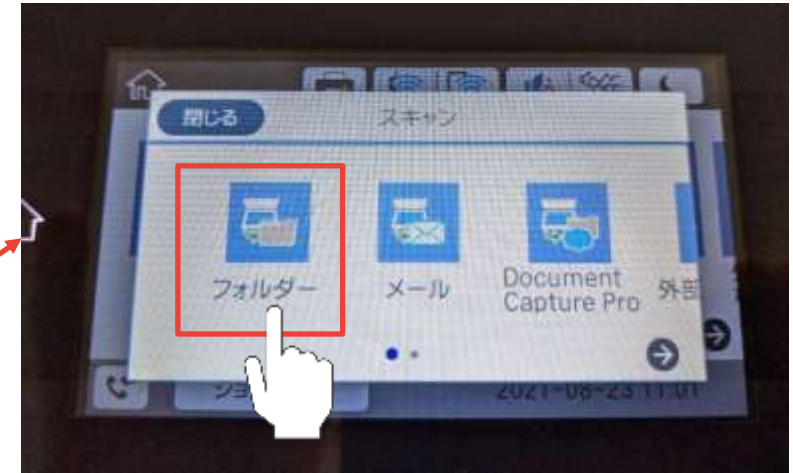 閉じる
スキャン
フォルダー
メール
Document
Capture Pro
外部
2021-08-23 11:01